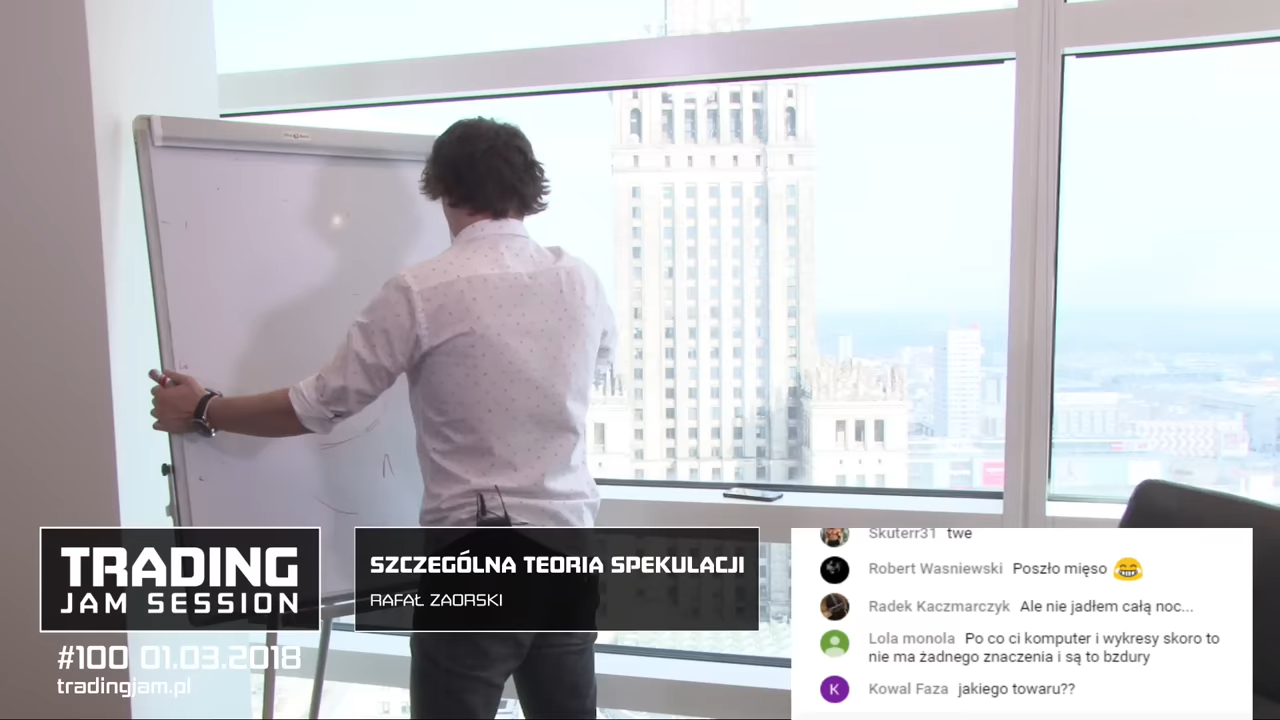 TRADING
JAM SESSION
#100 01.03.2018
tradingjam.pl
SZCZEGÓLNA TEORIA SPEKULACJI
RAFAŁ ZAORSKI
Skuterr31 twe
Robert Wasniewski Poszło mięso 😂
Radek Kaczmarczyk Ale nie jadłem całą noc...
Lola monola Po co ci komputer i wykresy skoro to
nie ma żadnego znaczenia i są to bzdury
K Kowal Faza jakiego towaru??